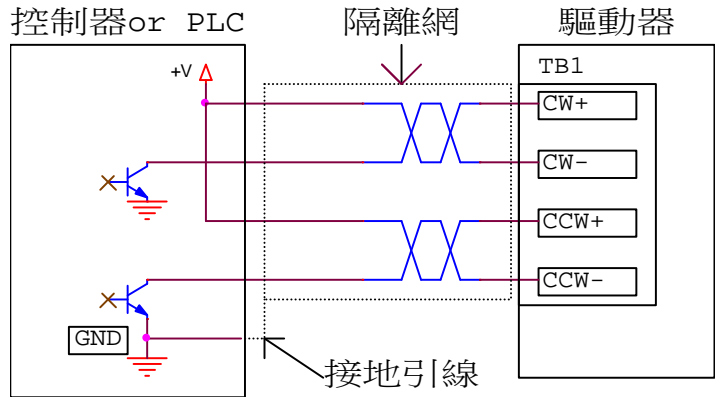 控制器or PLC
隔離網
驅動器
+V
TB1
CW+
CW-
CCW+
CCW-
GND
接地引線